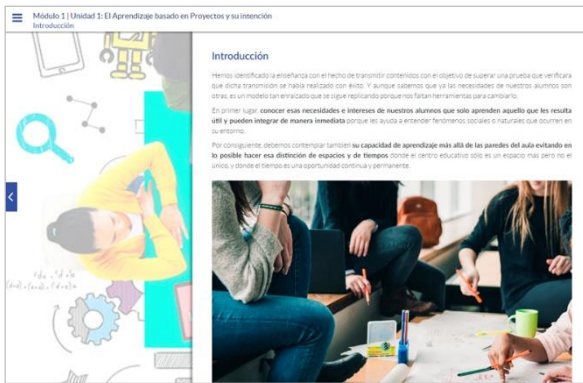 Módulo 1 | Unidad 1: El Aprendizaje basado en Proyectos y su intención
Introducción
Introducción
Hemos identificado la enseñanza con el hecho de transmitir contenidos con el objetivo de superar una prueba que verificara
que dicha transmisión se había realizado con éxito. Y aunque sabemos que ya las necesidades de nuestros alumnos son
otras, es un modelo tan enraizado que se sigue replicando porque nos faltan herramientas para cambiarlo.
En primer lugar, conocer esas necesidades e intereses de nuestros alumnos que solo aprenden aquello que les resulta
útil y pueden integrar de manera inmediata porque les ayuda a entender fenómenos sociales o naturales que ocurren en
su entorno.
Por consiguiente, debemos contemplar también su capacidad de aprendizaje más allá de las paredes del aula evitando en
lo posible hacer esa distinción de espacios y de tiempos donde el centro educativo sólo es un espacio más pero no el
único, y donde el tiempo es una oportunidad continua y permanente.